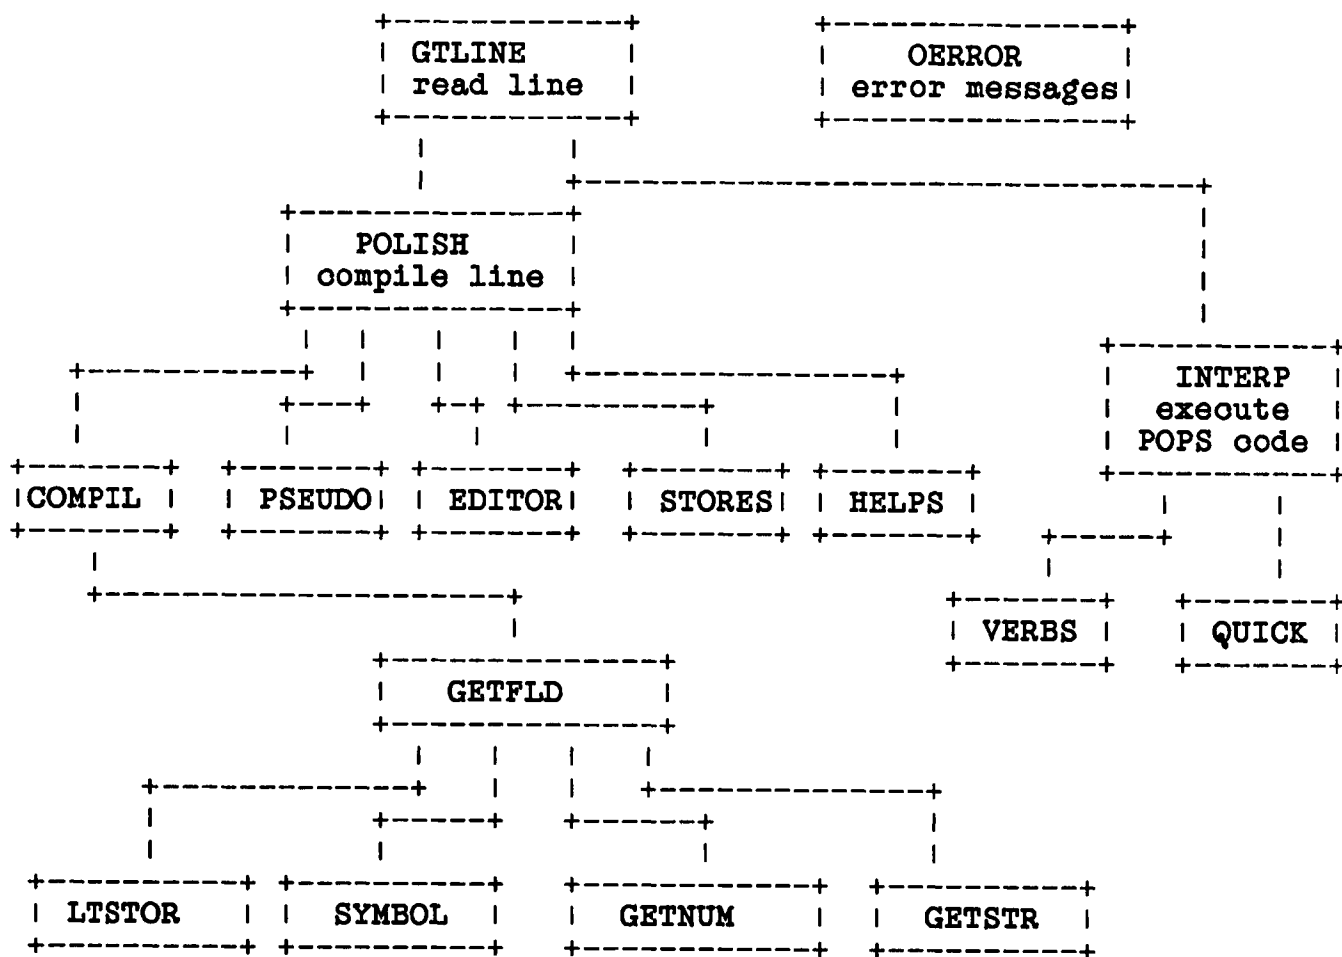 GTLINE
read line
OERROR
error messages
POLISH
compile line
INTERP
execute
POPS code
COMPIL
PSEUDO
EDITOR
STORES
HELPS
VERBS
QUICK
GETFLD
LTSTOR
SYMBOL
GETNUM
GETSTR